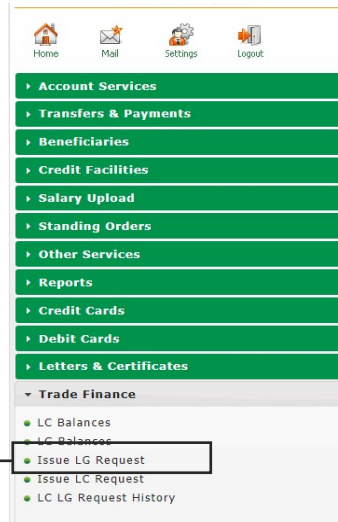 Home Mail Settings Logout
Account Services
Transfers & Payments
Beneficiaries
Credit Facilities
Salary Upload
Standing Orders
Other Services
Reports
Credit Cards
Debit Cards
Letters & Certificates
Trade Finance
LC Balances
LC Balances
Issue LG Request
Issue LC Request
LC LG Request History